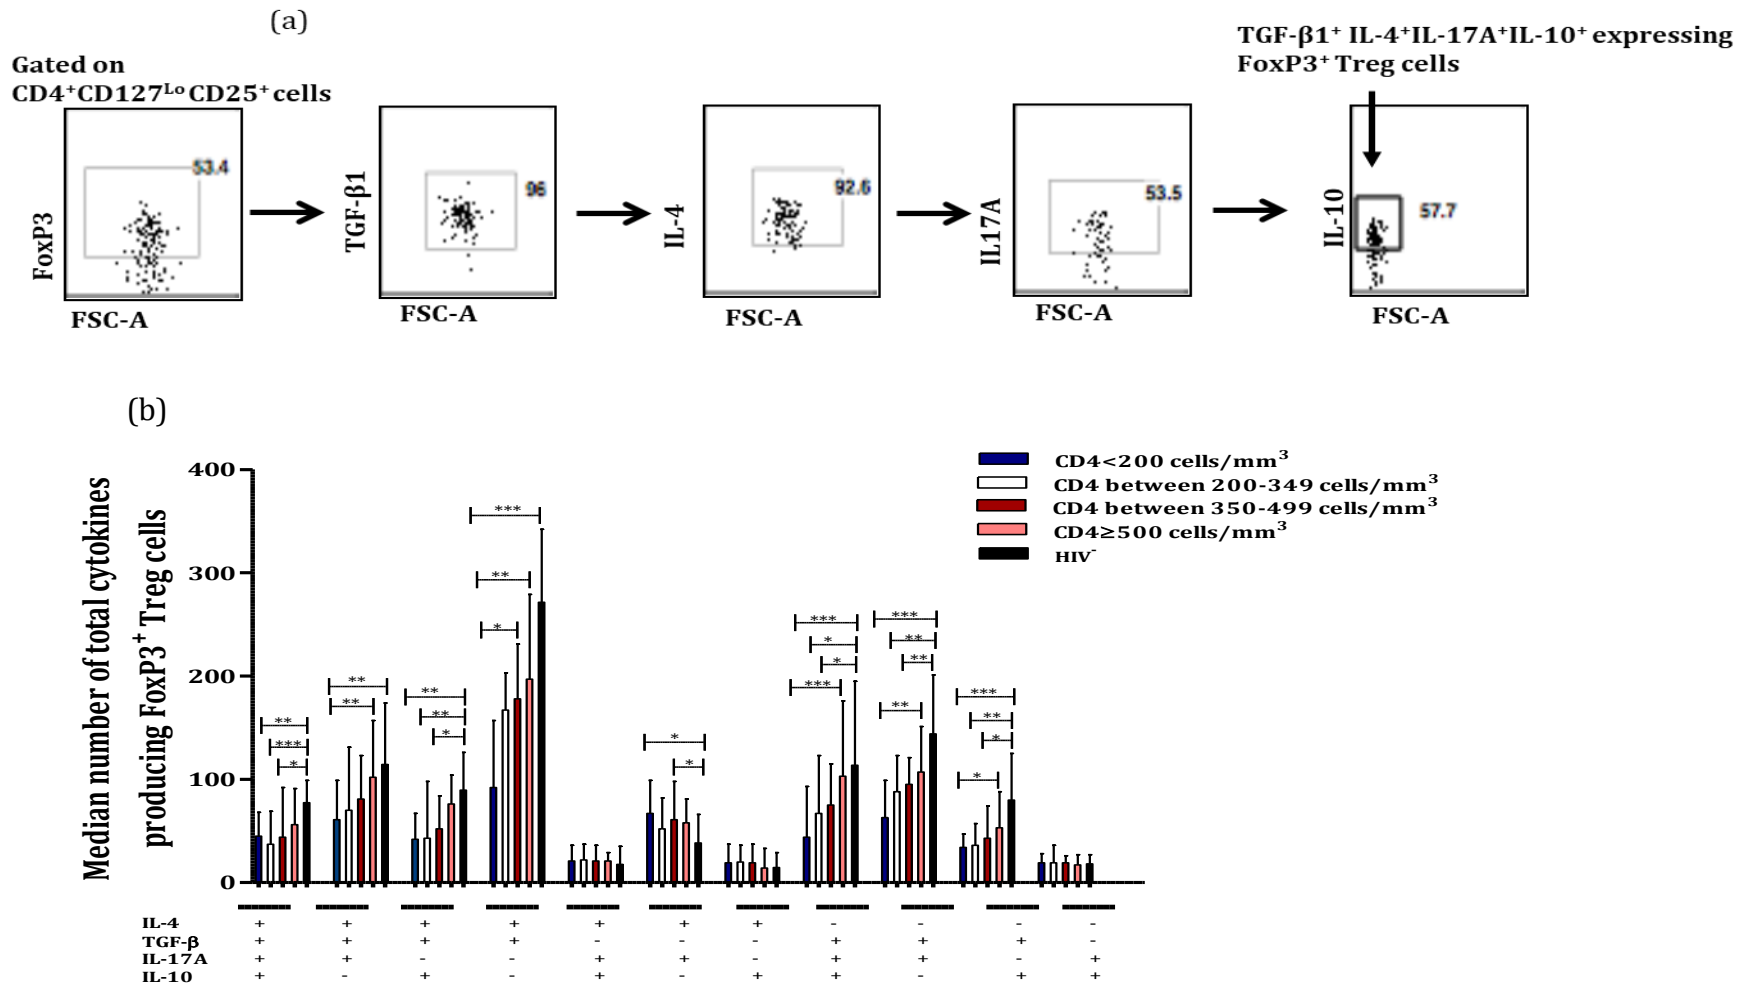 (a)
TGF-β1⁺ IL-4⁺IL-17A⁺IL-10⁺ expressing
FoxP3⁺ Treg cells
Gated on
CD4⁺CD127ᴸᵒ CD25⁺ cells
FoxP3
53.4
FSC-A
TGF-β1
96
FSC-A
IL-4
92.6
FSC-A
IL17A
53.5
FSC-A
IL-10
57.7
FSC-A
(b)
Median number of total cytokines
producing FoxP3⁺ Treg cells
400
300
200
100
0
CD4<200 cells/mm³
CD4 between 200-349 cells/mm³
CD4 between 350-499 cells/mm³
CD4≥500 cells/mm³
HIV⁻
**
***
*
**
**
**
**
*
***
**
*
*
*
***
*
*
***
***
**
**
**
***
**
*
*
IL-4 + + + + + + + - - - -
TGF-β + + + + - - - + + + -
IL-17A + + - - + + - + + - +
IL-10 + - + - + - + + - + +